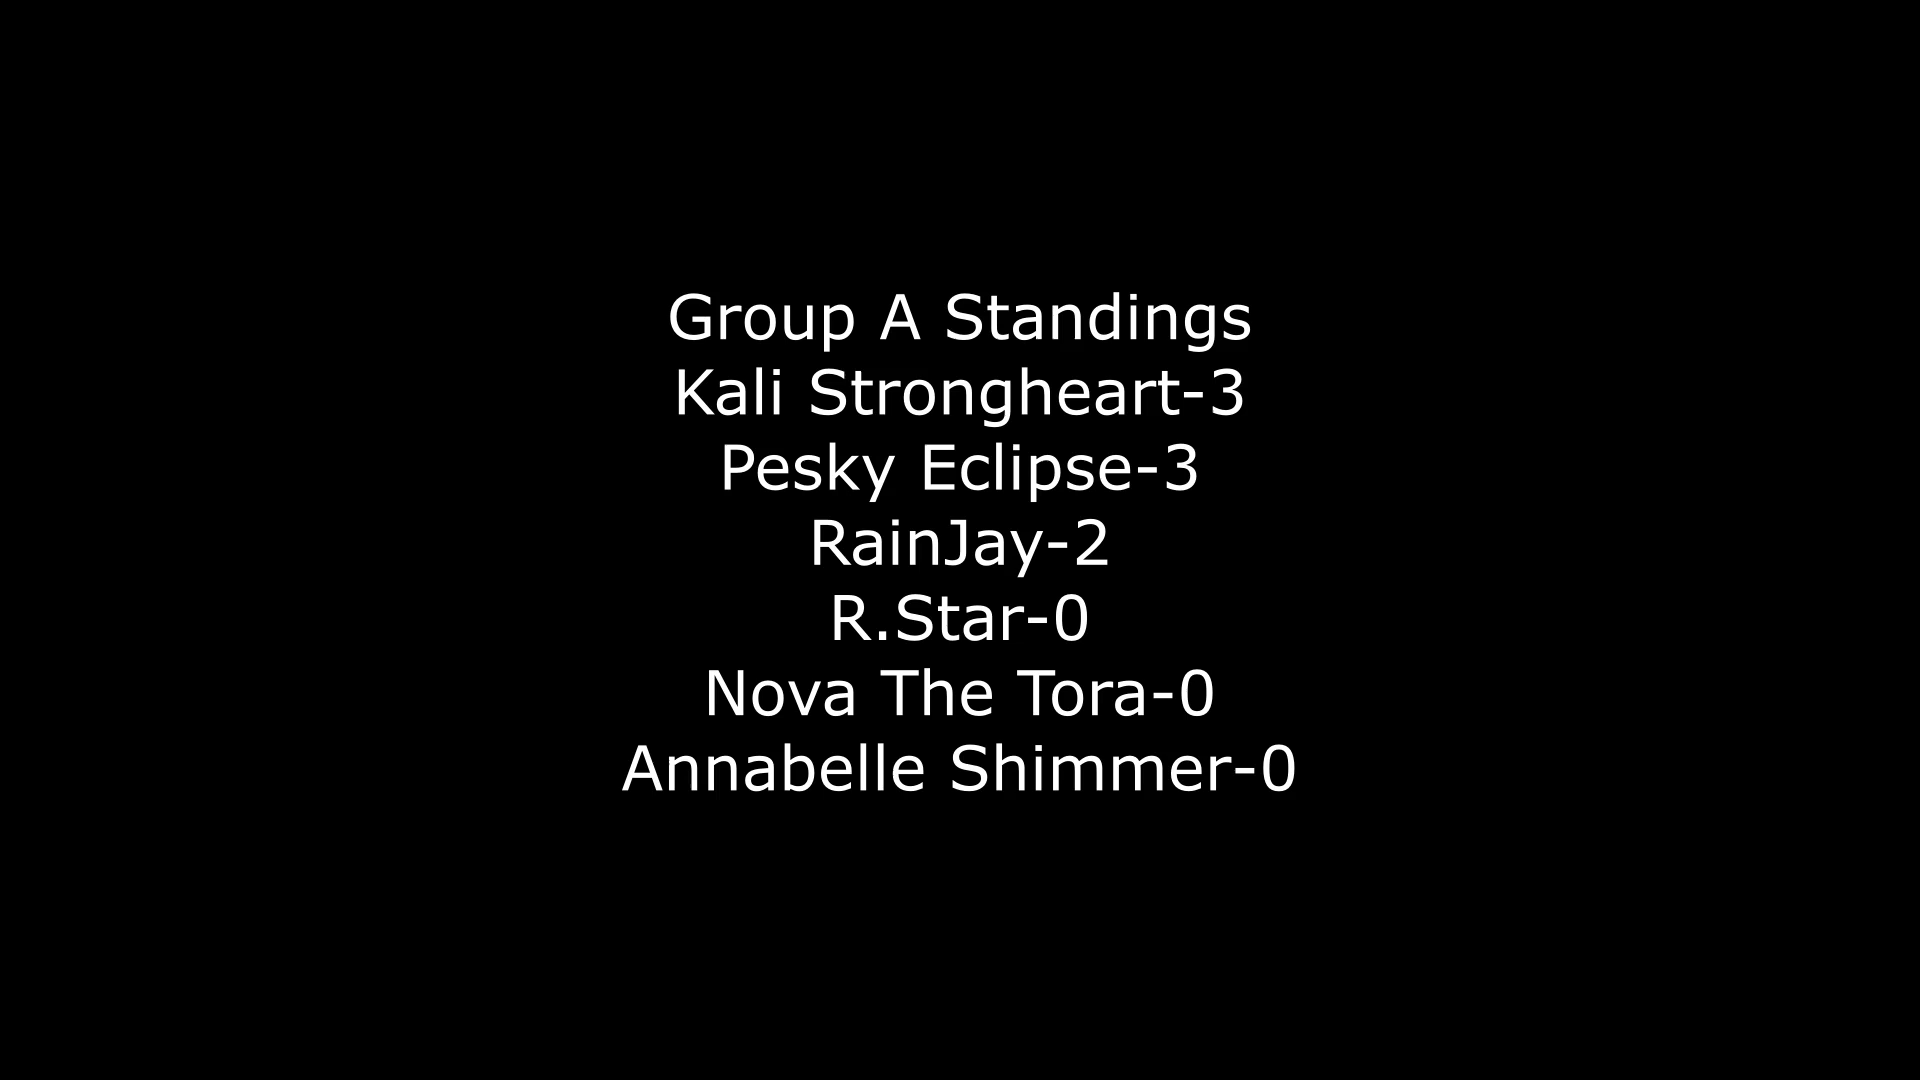 Group A Standings
Kali Strongheart-3
Pesky Eclipse-3
RainJay-2
R.Star-0
Nova The Tora-0
Annabelle Shimmer-0